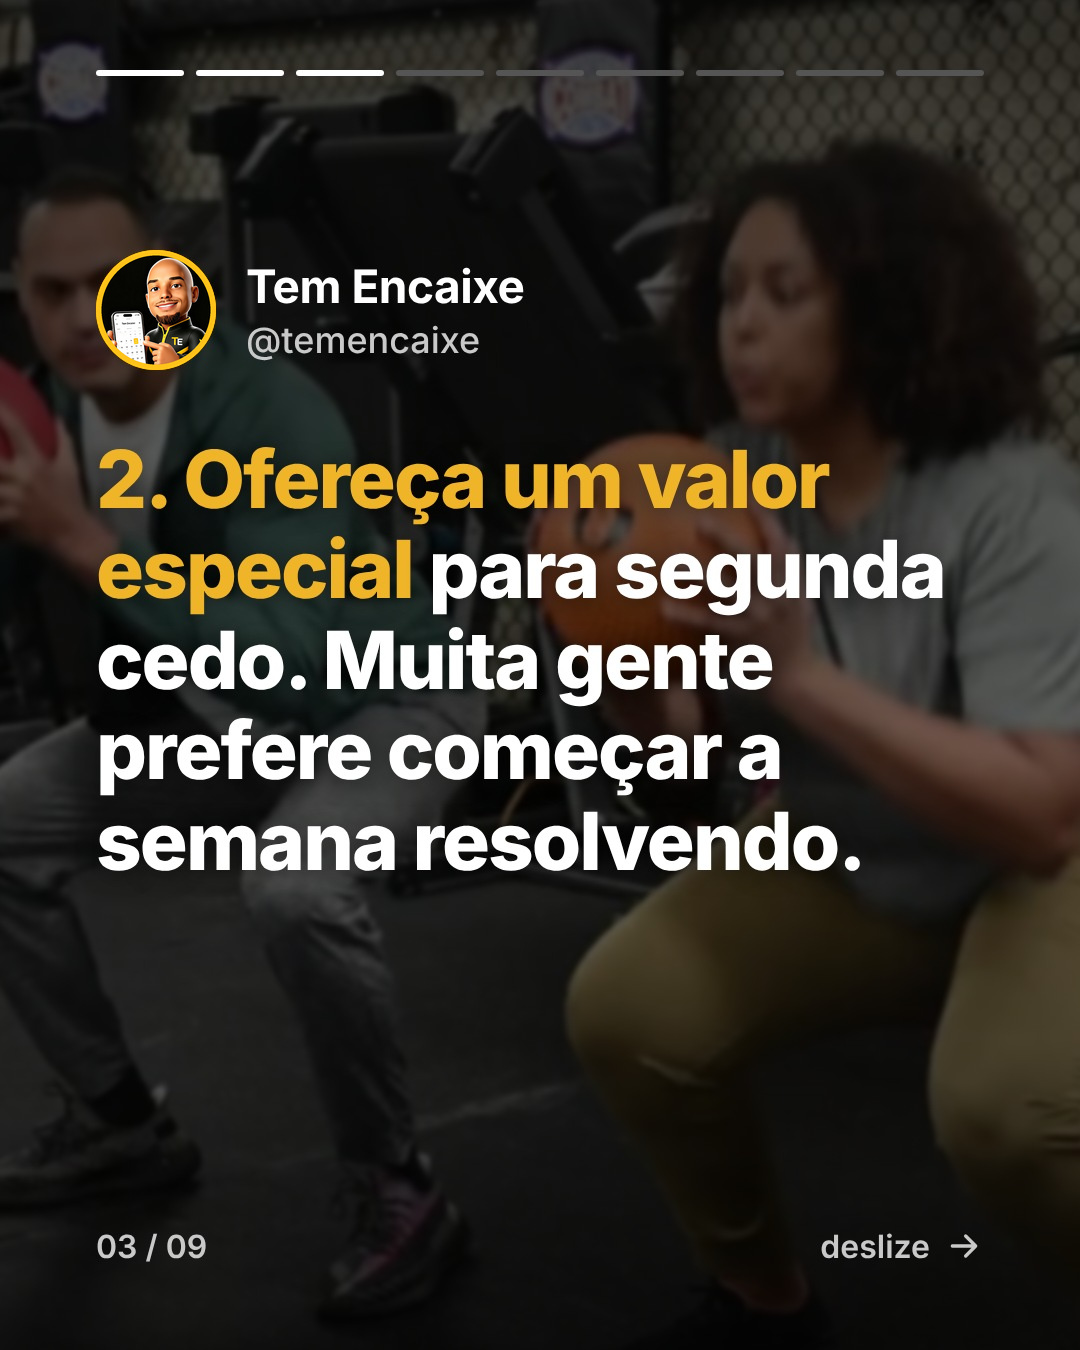 Tem Encaixe
@temencaixe
2. Ofereça um valor
especial para segunda
cedo. Muita gente
prefere começar a
semana resolvendo.
03 / 09
deslize →